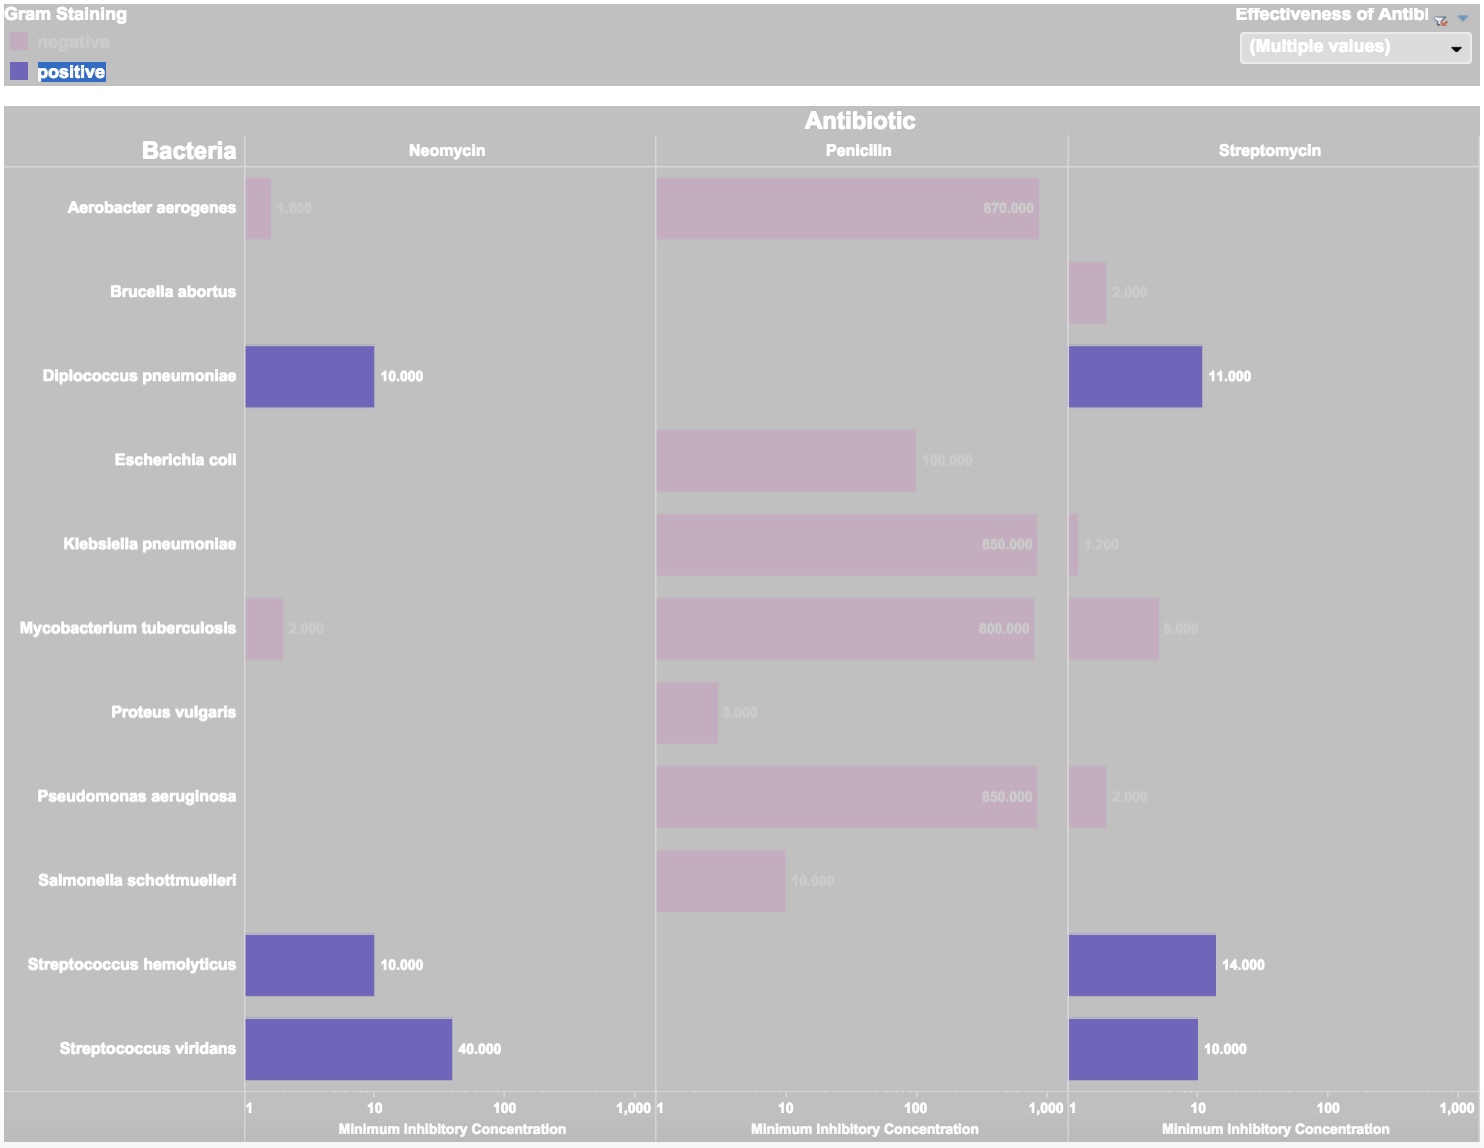 Gram Staining
negative
positive
Effectiveness of Antibi
(Multiple values)
Antibiotic
Bacteria
Neomycin
Penicilin
Streptomycin
Aerobacter aerogenes
1.600
870.000
Brucella abortus
2.000
Diplococcus pneumoniae
10.000
11.000
Escherichia coli
100.000
Klebsiella pneumoniae
850.000
1.200
Mycobacterium tuberculosis
2.000
800.000
5.000
Proteus vulgaris
3.000
Pseudomonas aeruginosa
850.000
2.000
Salmonella schottmuelleri
10.000
Streptococcus hemolyticus
10.000
14.000
Streptococcus viridans
40.000
10.000
1 10 100 1,000
1 10 100 1,000
1 10 100 1,000
Minimum Inhibitory Concentration
Minimum Inhibitory Concentration
Minimum Inhibitory Concentration